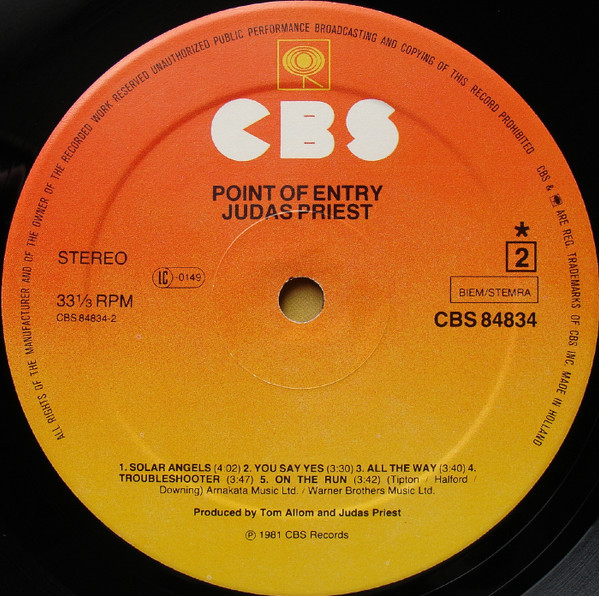 ALL RIGHTS OF THE MANUFACTURER AND OF THE OWNER OF THE RECORDED WORK RESERVED UNAUTHORIZED PUBLIC PERFORMANCE BROADCASTING AND COPYING OF THIS RECORD PROHIBITED CBS & ARE REG. TRADEMARKS OF CBS INC. MADE IN HOLLAND
CBS
POINT OF ENTRY
JUDAS PRIEST
STEREO
IC -0149
* 2
33 1/3 RPM
CBS 84834-2
BIEM/STEMRA
CBS 84834
1. SOLAR ANGELS (4:02) 2. YOU SAY YES (3:30) 3. ALL THE WAY (3:40) 4.
TROUBLESHOOTER (3:47) 5. ON THE RUN (3:42) (Tipton / Halford /
Downing) Arnakata Music Ltd. / Warner Brothers Music Ltd.
Produced by Tom Allom and Judas Priest
℗ 1981 CBS Records